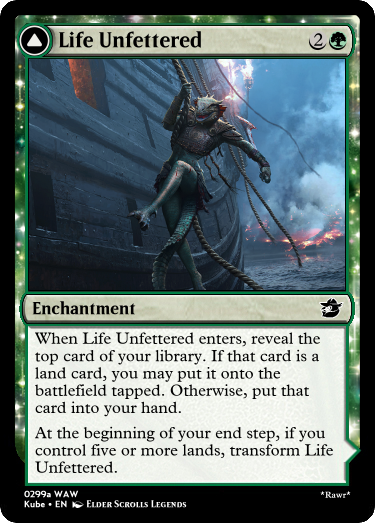 Life Unfettered 2
Enchantment
When Life Unfettered enters, reveal the
top card of your library. If that card is a
land card, you may put it onto the
battlefield tapped. Otherwise, put that
card into your hand.
At the beginning of your end step, if you
control five or more lands, transform Life
Unfettered.
0299a WAW *Rawr*
Kube • EN Elder Scrolls Legends